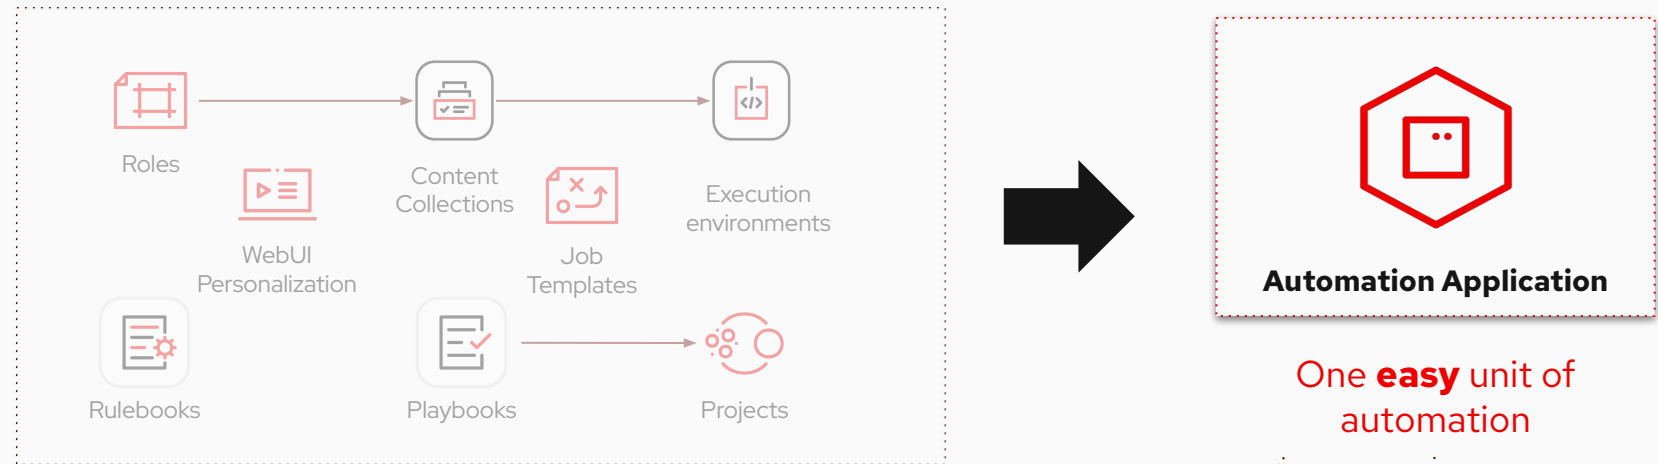 Roles
Content
Collections
Execution
environments
WebUI
Personalization
Job
Templates
Rulebooks
Playbooks
Projects
Automation Application
One easy unit of
automation